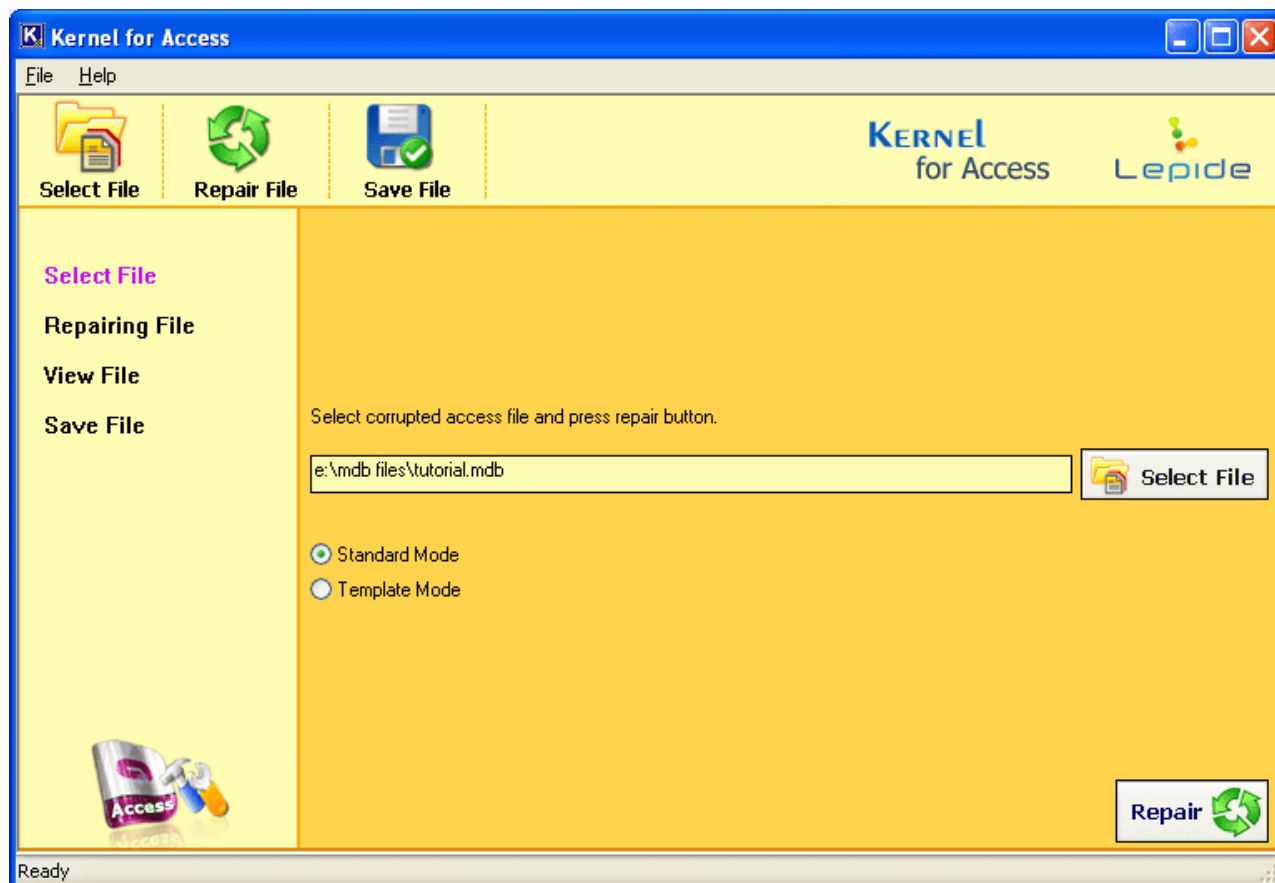 Kernel for Access
File Help
Select File Repair File Save File
KERNEL
for Access
Lepide
Select File
Repairing File
View File
Save File
Select corrupted access file and press repair button.
e:\mdb files\tutorial.mdb
Select File
Standard Mode
Template Mode
Access
Repair
Ready